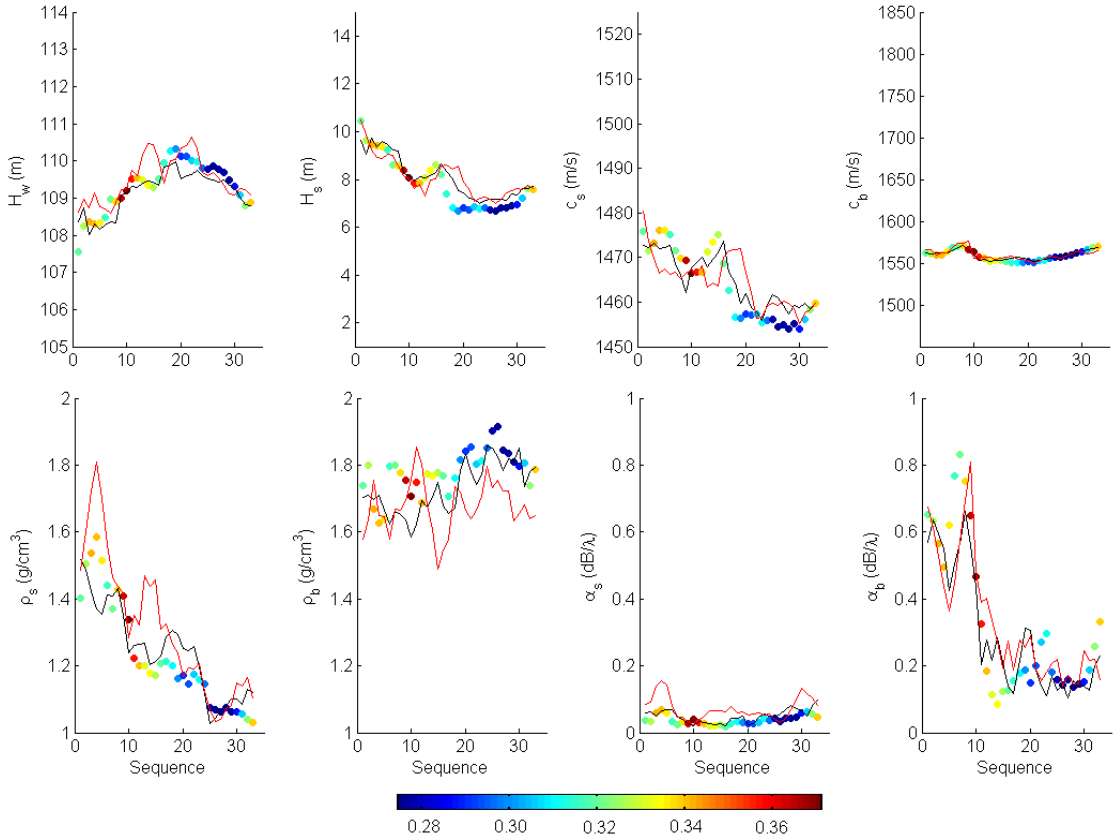 114
113
112
111
110
109
108
107
106
105
H_w (m)
0 10 20 30
14
12
10
8
6
4
2
H_s (m)
0 10 20 30
1520
1510
1500
1490
1480
1470
1460
1450
c_s (m/s)
0 10 20 30
1850
1800
1750
1700
1650
1600
1550
1500
c_b (m/s)
0 10 20 30
2
1.8
1.6
1.4
1.2
1
ρ_s (g/cm³)
0 10 20 30
Sequence
2
1.8
1.6
1.4
1.2
1
ρ_b (g/cm³)
0 10 20 30
Sequence
1
0.8
0.6
0.4
0.2
0
α_s (dB/λ)
0 10 20 30
Sequence
1
0.8
0.6
0.4
0.2
0
α_b (dB/λ)
0 10 20 30
Sequence
0.28 0.30 0.32 0.34 0.36